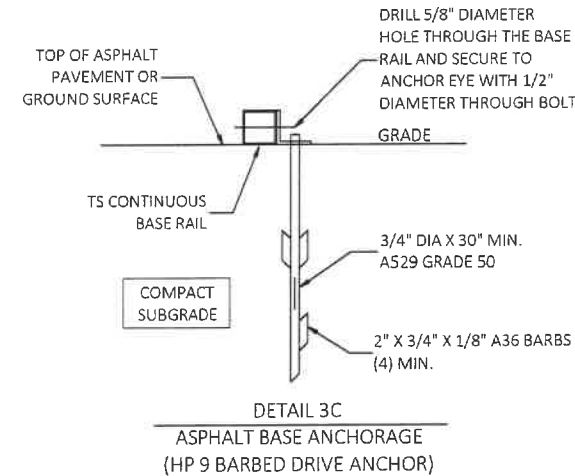 DRILL 5/8" DIAMETER
HOLE THROUGH THE BASE
RAIL AND SECURE TO
ANCHOR EYE WITH 1/2"
DIAMETER THROUGH BOLT
TOP OF ASPHALT
PAVEMENT OR
GROUND SURFACE
GRADE
TS CONTINUOUS
BASE RAIL
3/4" DIA X 30" MIN.
A529 GRADE 50
COMPACT
SUBGRADE
2" X 3/4" X 1/8" A36 BARBS
(4) MIN.
DETAIL 3C
ASPHALT BASE ANCHORAGE
(HP 9 BARBED DRIVE ANCHOR)